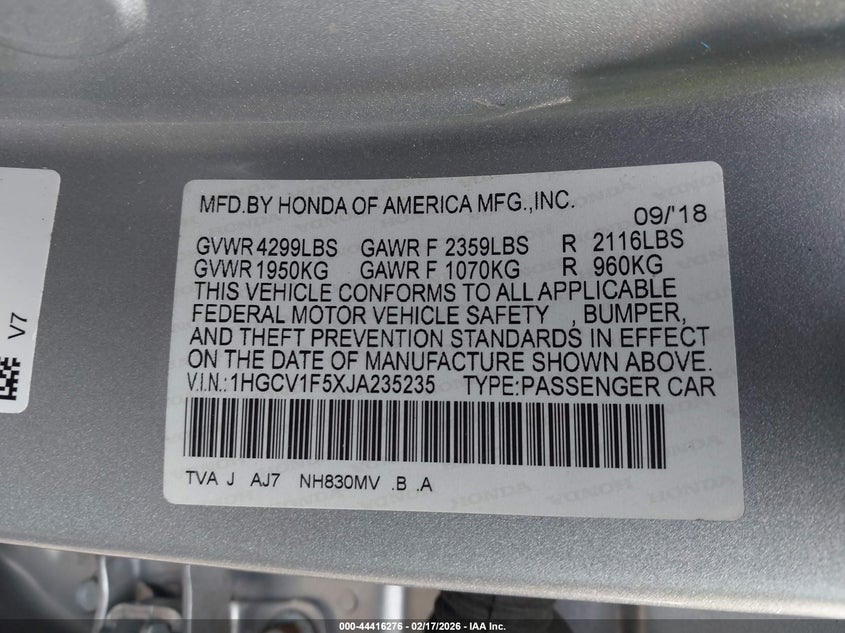 MFD.BY HONDA OF AMERICA MFG.,INC. 09/'18
GVWR 4299LBS GAWR F 2359LBS R 2116LBS
GVWR 1950KG GAWR F 1070KG R 960KG
THIS VEHICLE CONFORMS TO ALL APPLICABLE
FEDERAL MOTOR VEHICLE SAFETY , BUMPER,
AND THEFT PREVENTION STANDARDS IN EFFECT
ON THE DATE OF MANUFACTURE SHOWN ABOVE.
V.I.N.:1HGCV1F5XJA235235 TYPE:PASSENGER CAR
TVA J AJ7 NH830MV .B .A
V7
000-44416276 - 02/17/2026 - IAA Inc.